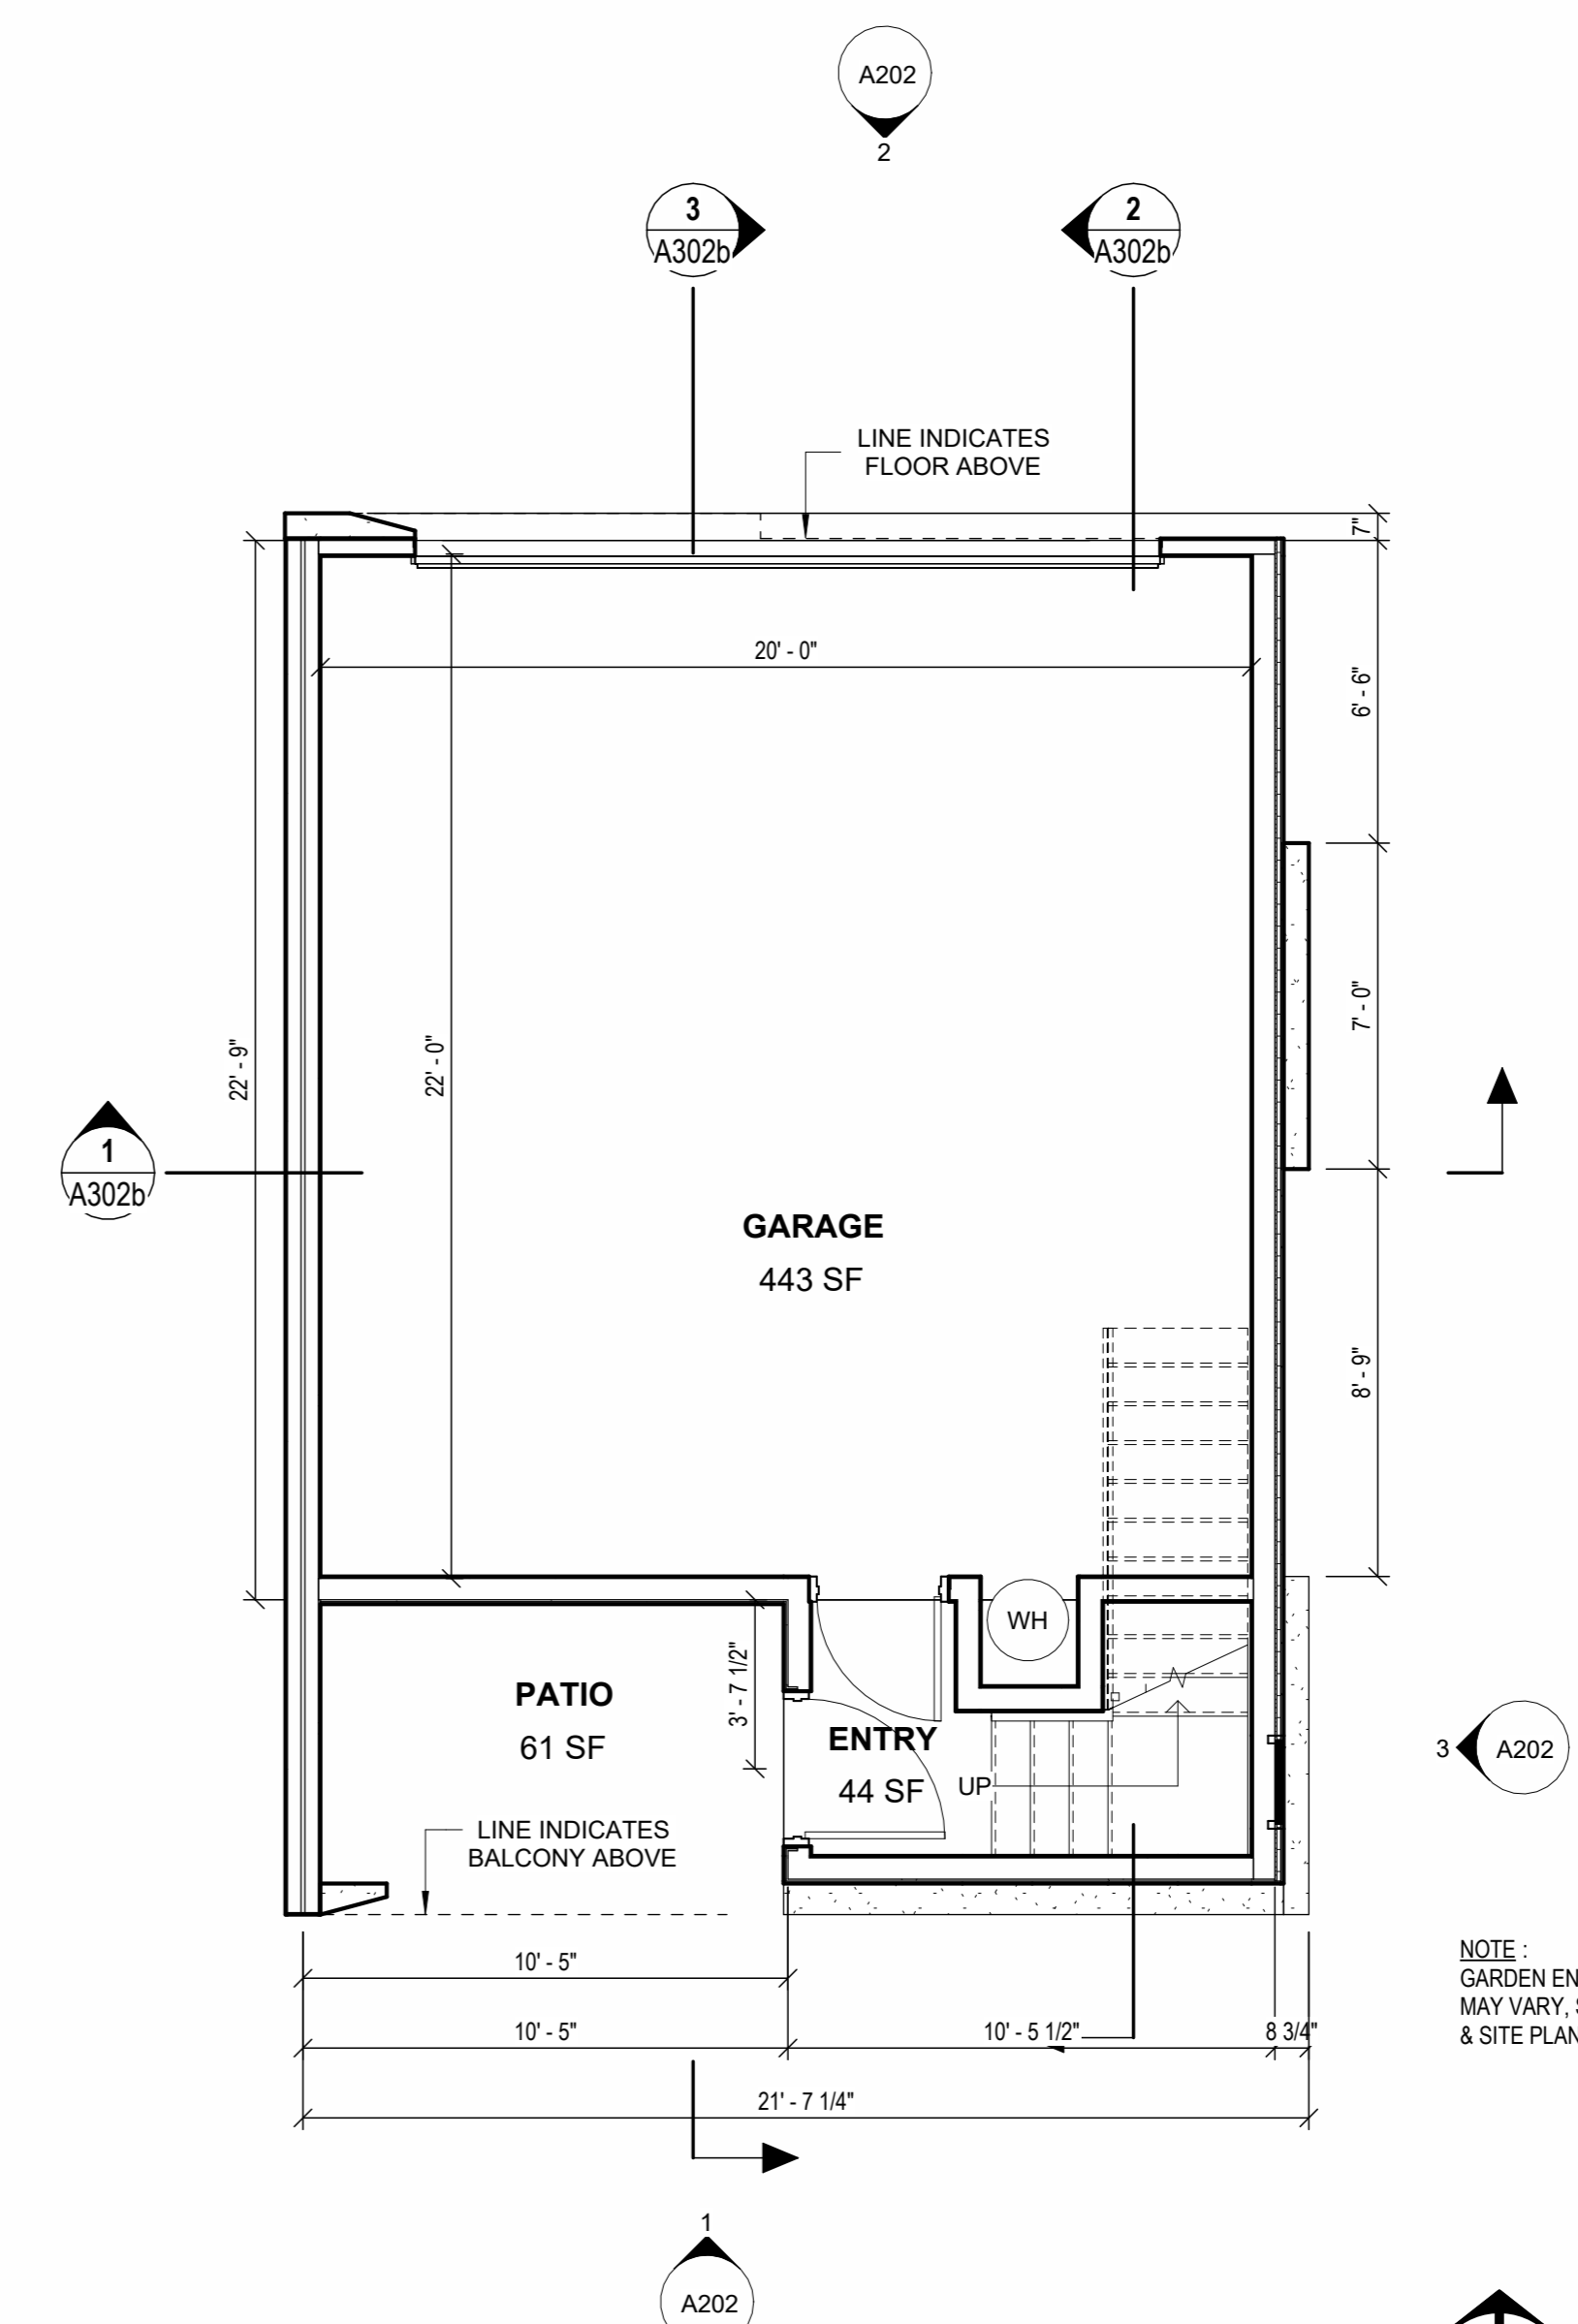 A202
2
3
A302b
2
A302b
LINE INDICATES
FLOOR ABOVE
7"
20' - 0"
6' - 6"
22' - 9"
22' - 0"
7' - 0"
1
A302b
GARAGE
443 SF
8' - 9"
WH
PATIO
61 SF
3' - 7 1/2"
ENTRY
44 SF
UP
3
A202
LINE INDICATES
BALCONY ABOVE
10' - 5"
10' - 5"
10' - 5 1/2"
8 3/4"
21' - 7 1/4"
NOTE :
GARDEN EN
MAY VARY,
& SITE PLAN
1
A202